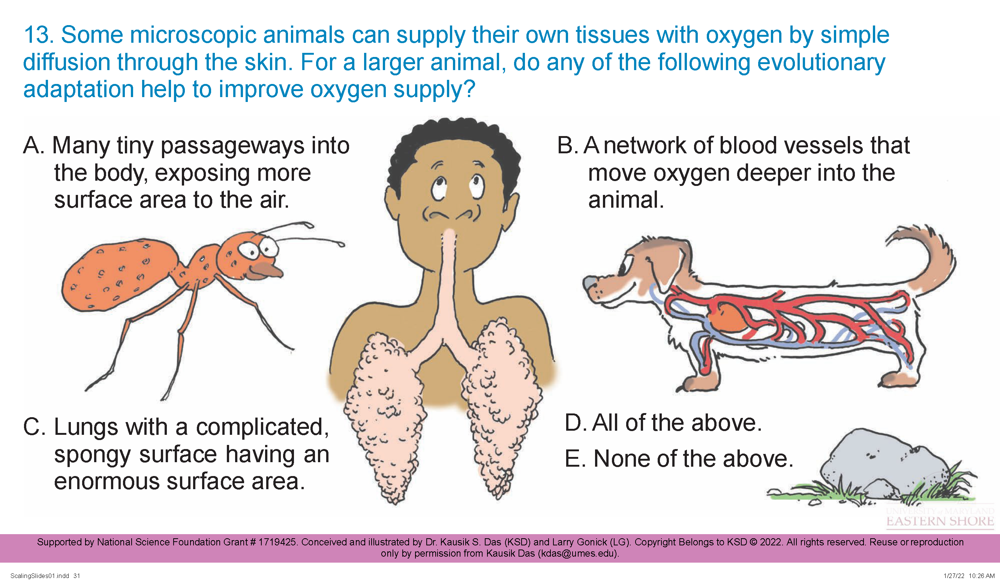 13. Some microscopic animals can supply their own tissues with oxygen by simple
diffusion through the skin. For a larger animal, do any of the following evolutionary
adaptation help to improve oxygen supply?
A. Many tiny passageways into
the body, exposing more
surface area to the air.
B. A network of blood vessels that
move oxygen deeper into the
animal.
C. Lungs with a complicated,
spongy surface having an
enormous surface area.
D. All of the above.
E. None of the above.
UNIVERSITY of MARYLAND
EASTERN SHORE
Supported by National Science Foundation Grant # 1719425. Conceived and illustrated by Dr. Kausik S. Das (KSD) and Larry Gonick (LG). Copyright Belongs to KSD © 2022. All rights reserved. Reuse or reproduction
only by permission from Kausik Das (kdas@umes.edu).
ScalingSlides01.indd 31
1/27/22 10:26 AM